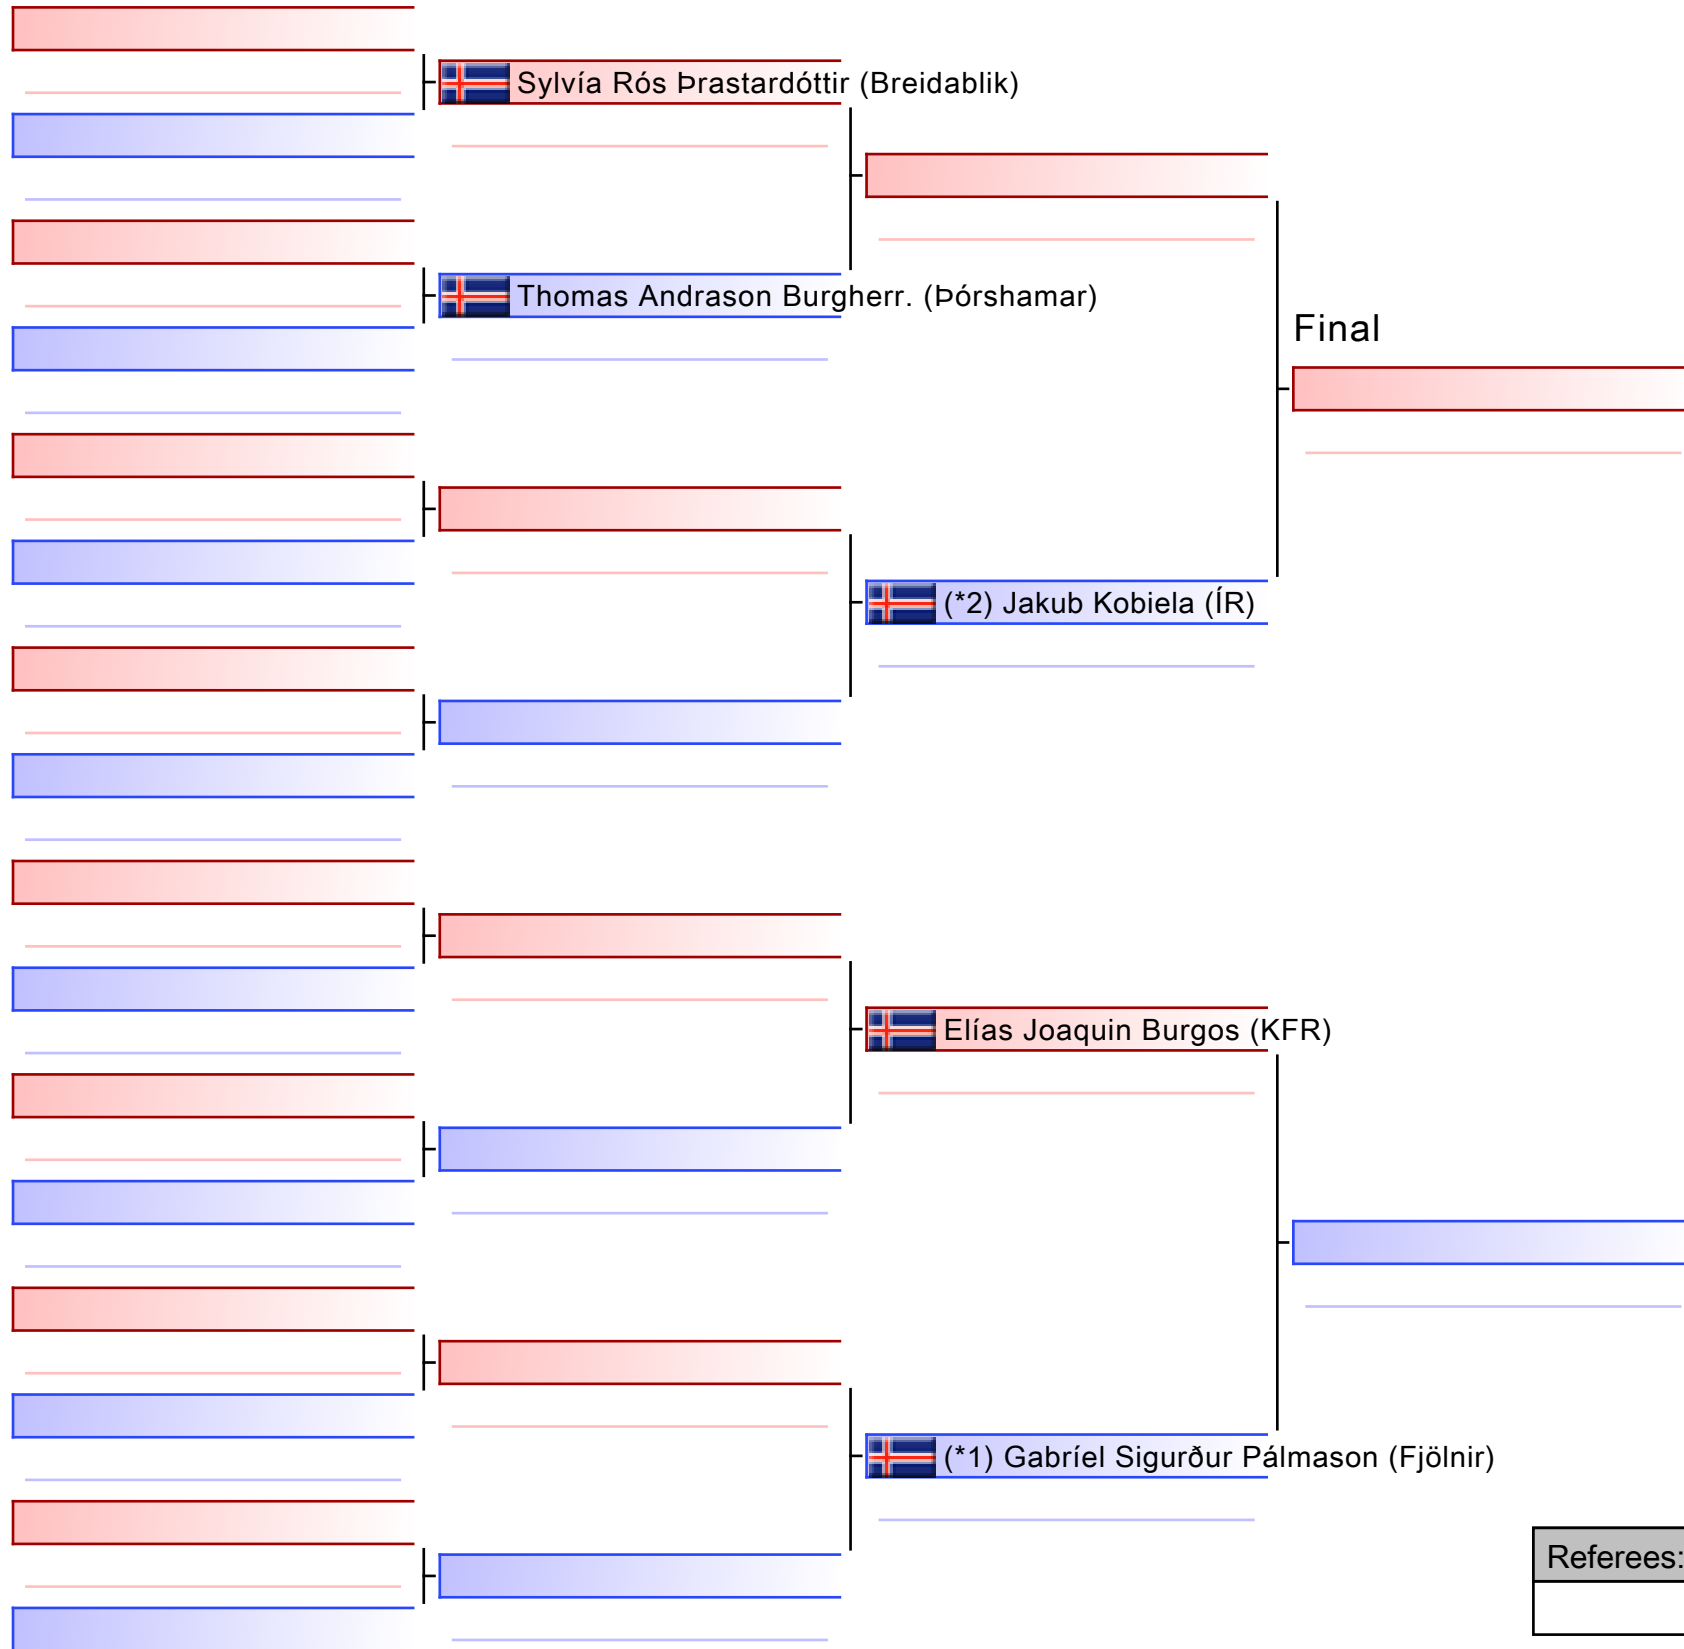 Sylvía Rós Þrastardóttir (Breidablik)
Thomas Andrason Burgherr. (Þórshamar)
Final
(*2) Jakub Kobiela (ÍR)
Elías Joaquin Burgos (KFR)
(*1) Gabríel Sigurður Pálmason (Fjölnir)
Referees: